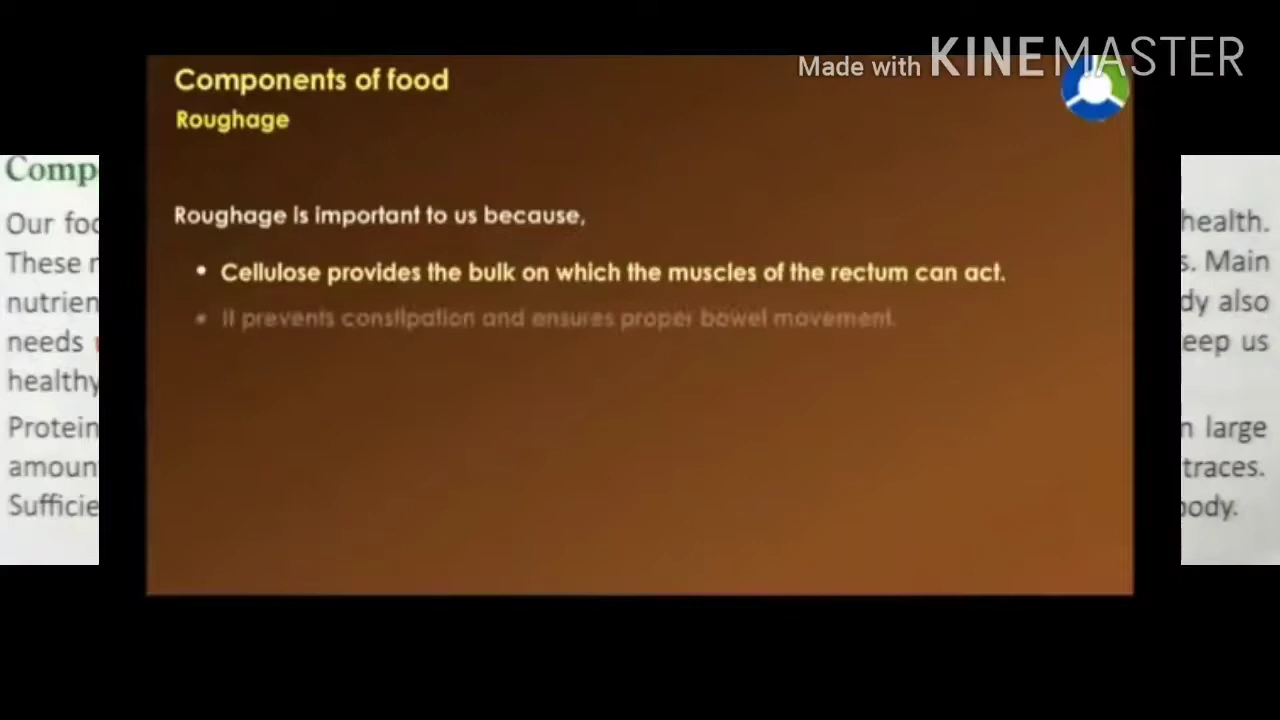 Made with KINEMASTER
Components of food
Roughage
Roughage is important to us because,
• Cellulose provides the bulk on which the muscles of the rectum can act.
• It prevents constipation and ensures proper bowel movement.
Comp
Our foo
These r
nutrien
needs
healthy
Protein
amoun
Sufficie
health.
s. Main
dy also
eep us
n large
traces.
body.